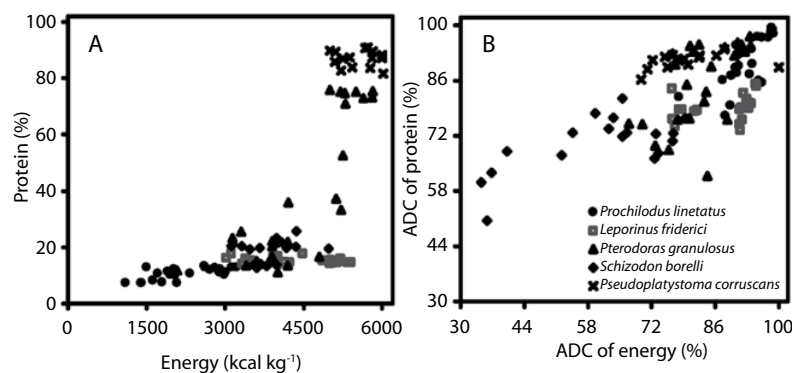 A
Protein (%)
100
80
60
40
20
0
0 1500 3000 4500 6000
Energy (kcal kg-1)
B
ADC of protein (%)
100
86
72
58
44
30
30 44 58 72 86 100
ADC of energy (%)
Prochilodus linetatus
Leporinus friderici
Pterodoras granulosus
Schizodon borelli
Pseudoplatystoma corruscans